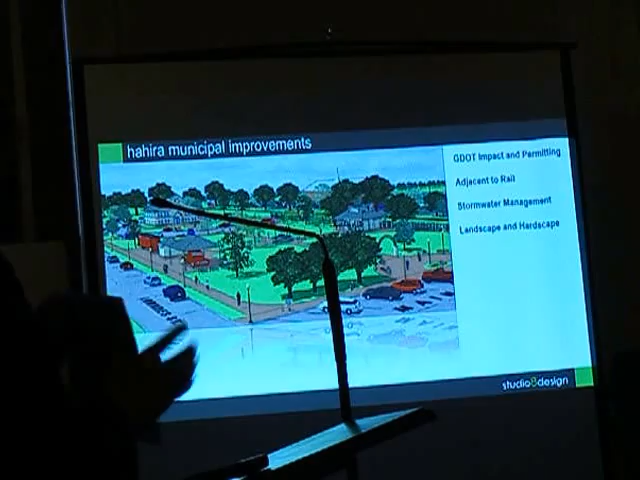 hahira municipal improvements
GDOT Impact and Permitting
Adjacent to Rail
Stormwater Management
Landscape and Hardscape
studio8design